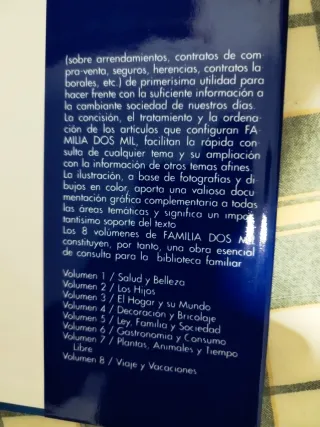 (sobre arrendamientos, contratos de com
pra-venta, seguros, herencias, contratos la
borales, etc.) de primerísima utilidad para
hacer frente con la suficiente información a
la cambiante sociedad de nuestros días.
La concisión, el tratamiento y la ordena-
ción de los artículos que configuran FA-
MILIA DOS MIL, facilitan la rápida con-
sulta de cualquier tema y su ampliación
con la información de otros temas afines.
La ilustración, a base de fotografías y di-
bujos en color, aporta una valiosa docu-
mentación gráfica complementaria a todas
las áreas temáticas y significa un impor-
tantísimo soporte del texto
Los 8 volúmenes de FAMILIA DOS MIL
constituyen, por tanto, una obra esencial
de consulta para la biblioteca familiar
Volumen 1 / Salud y Belleza
Volumen 2 / Los Hijos
Volumen 3 / El Hogar y su Mundo
Volumen 4 / Decoración y Bricolaje
Volumen 5 / Ley, Familia y Sociedad
Volumen 6 / Gastronomía y Consumo
Volumen 7 / Plantas, Animales y Tiempo
Libre
Volumen 8 / Viaje y Vacaciones